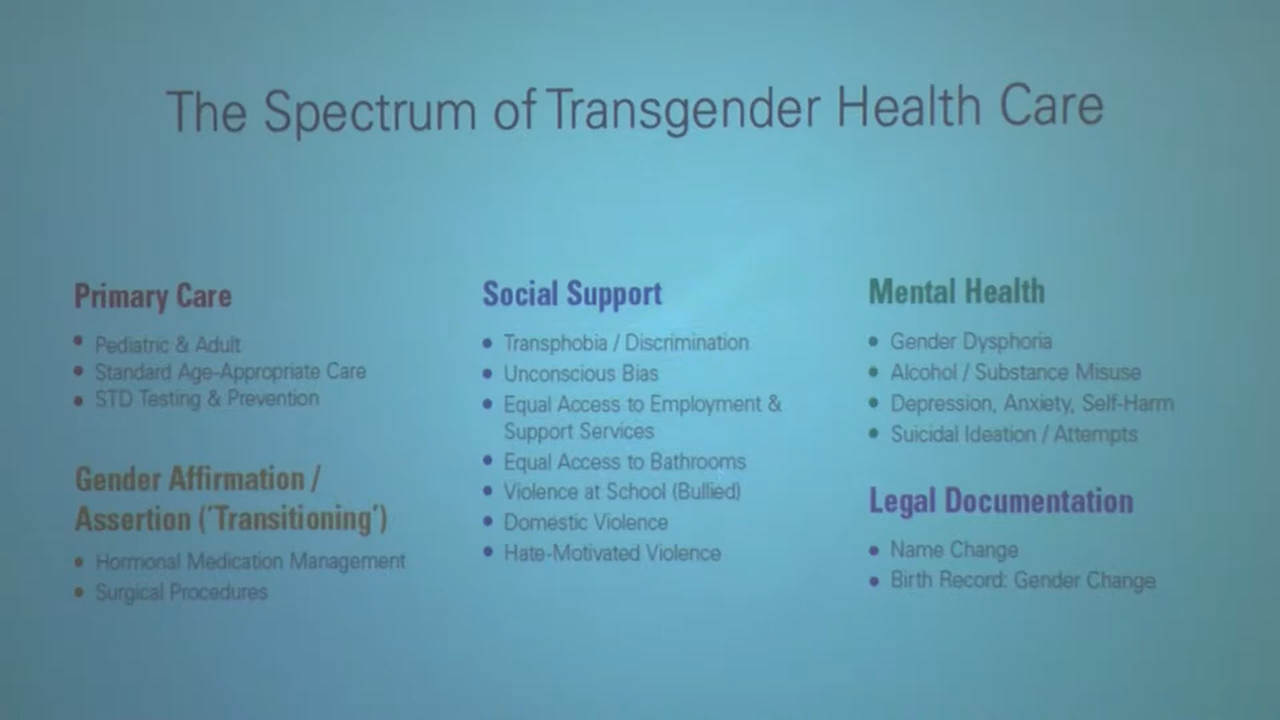 The Spectrum of Transgender Health Care
Primary Care
• Pediatric & Adult
• Standard Age-Appropriate Care
• STD Testing & Prevention
Gender Affirmation /
Assertion ('Transitioning')
• Hormonal Medication Management
• Surgical Procedures
Social Support
• Transphobia / Discrimination
• Unconscious Bias
• Equal Access to Employment &
Support Services
• Equal Access to Bathrooms
• Violence at School (Bullied)
• Domestic Violence
• Hate-Motivated Violence
Mental Health
• Gender Dysphoria
• Alcohol / Substance Misuse
• Depression, Anxiety, Self-Harm
• Suicidal Ideation / Attempts
Legal Documentation
• Name Change
• Birth Record: Gender Change